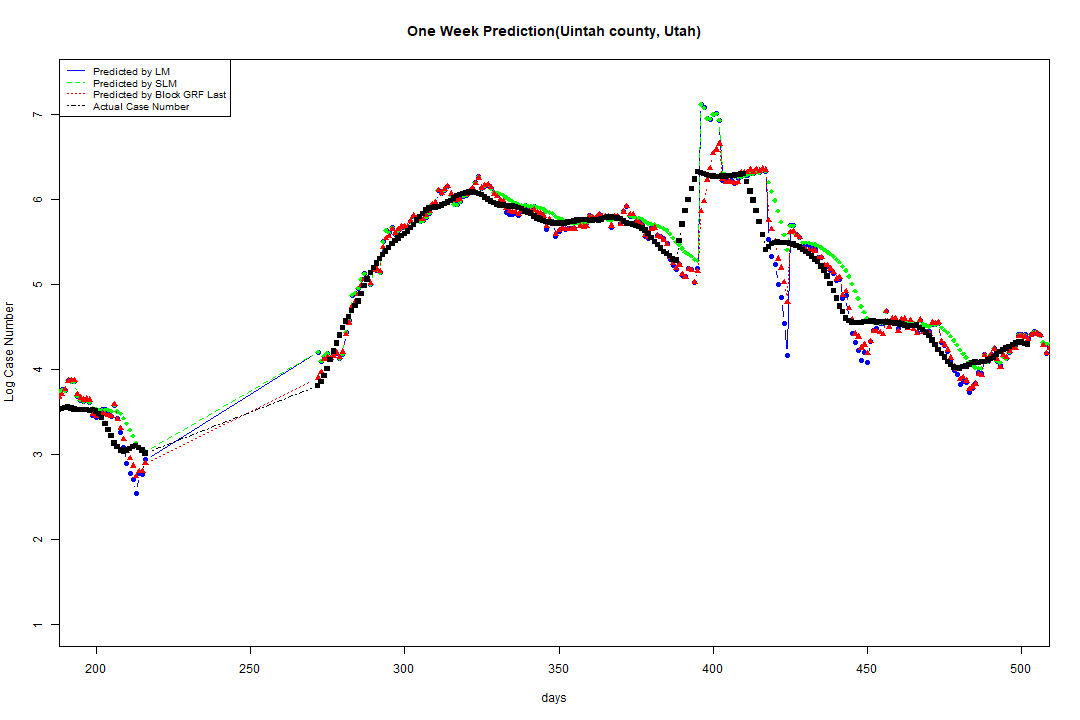 One Week Prediction(Uintah county, Utah)
Predicted by LM
Predicted by SLM
Predicted by Block GRF Last
Actual Case Number
Log Case Number
7
6
5
4
3
2
1
200 250 300 350 400 450 500
days